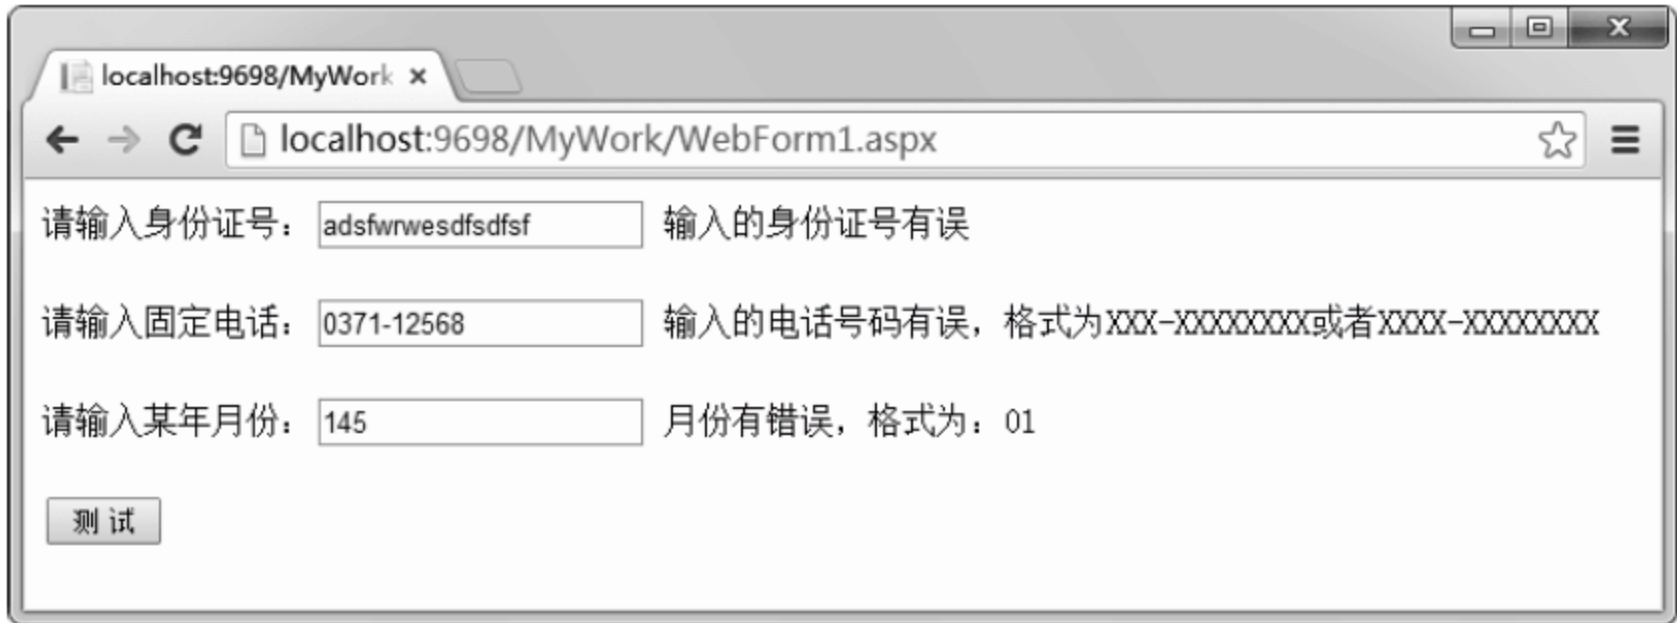 localhost:9698/MyWork
localhost:9698/MyWork/WebForm1.aspx
请输入身份证号： adsfwrwesdfsdfsf 输入的身份证号有误
请输入固定电话： 0371-12568 输入的电话号码有误，格式为XXX-XXXXXXXX或者XXXX-XXXXXXXX
请输入某年月份： 145 月份有错误，格式为：01
测 试